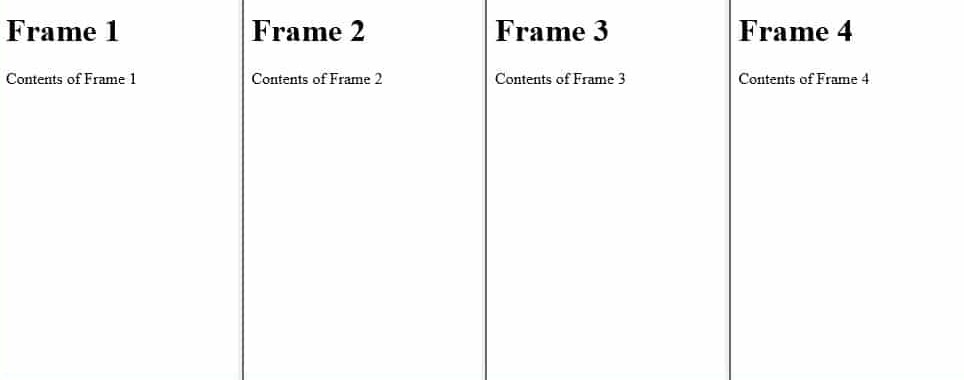 Frame 1
Contents of Frame 1
Frame 2
Contents of Frame 2
Frame 3
Contents of Frame 3
Frame 4
Contents of Frame 4